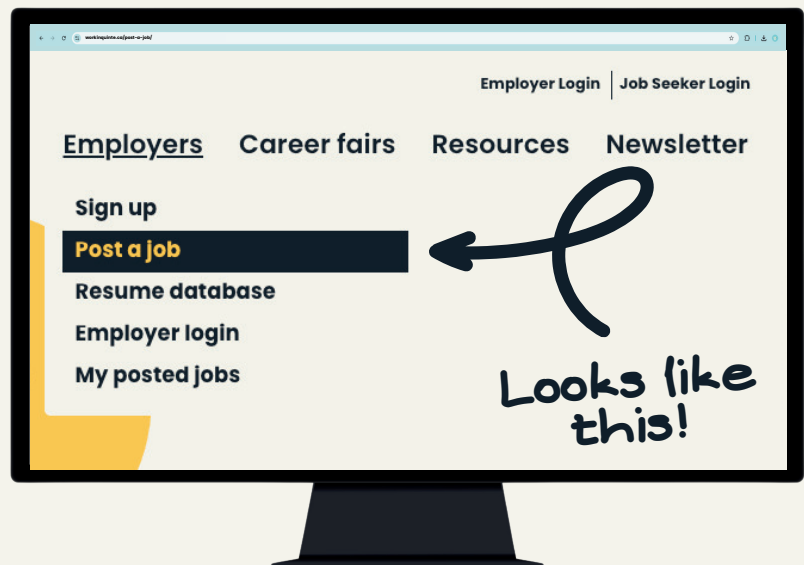 workinquinte.ca/post-a-job/
Employer Login | Job Seeker Login
Employers Career fairs Resources Newsletter
Sign up
Post a job
Resume database
Employer login
My posted jobs
Looks like
this!